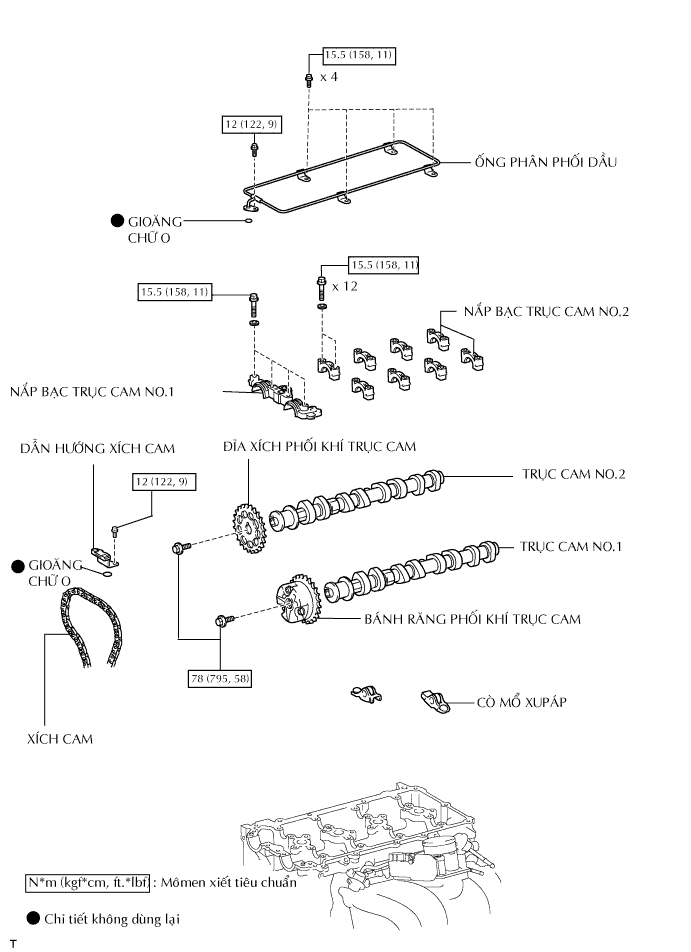 15.5 (158, 11)
x 4
12 (122, 9)
ỐNG PHÂN PHỐI DẦU
GIOĂNG
CHỮ O
15.5 (158, 11)
x 12
15.5 (158, 11)
NẮP BẠC TRỤC CAM NO.2
NẮP BẠC TRỤC CAM NO.1
DẪN HƯỚNG XÍCH CAM
ĐĨA XÍCH PHỐI KHÍ TRỤC CAM
12 (122, 9)
TRỤC CAM NO.2
TRỤC CAM NO.1
GIOĂNG
CHỮ O
BÁNH RĂNG PHỐI KHÍ TRỤC CAM
78 (795, 58)
CÒ MỔ XUPÁP
XÍCH CAM
N*m (kgf*cm, ft.*lbf) : Mômen xiết tiêu chuẩn
Chi tiết không dùng lại
T